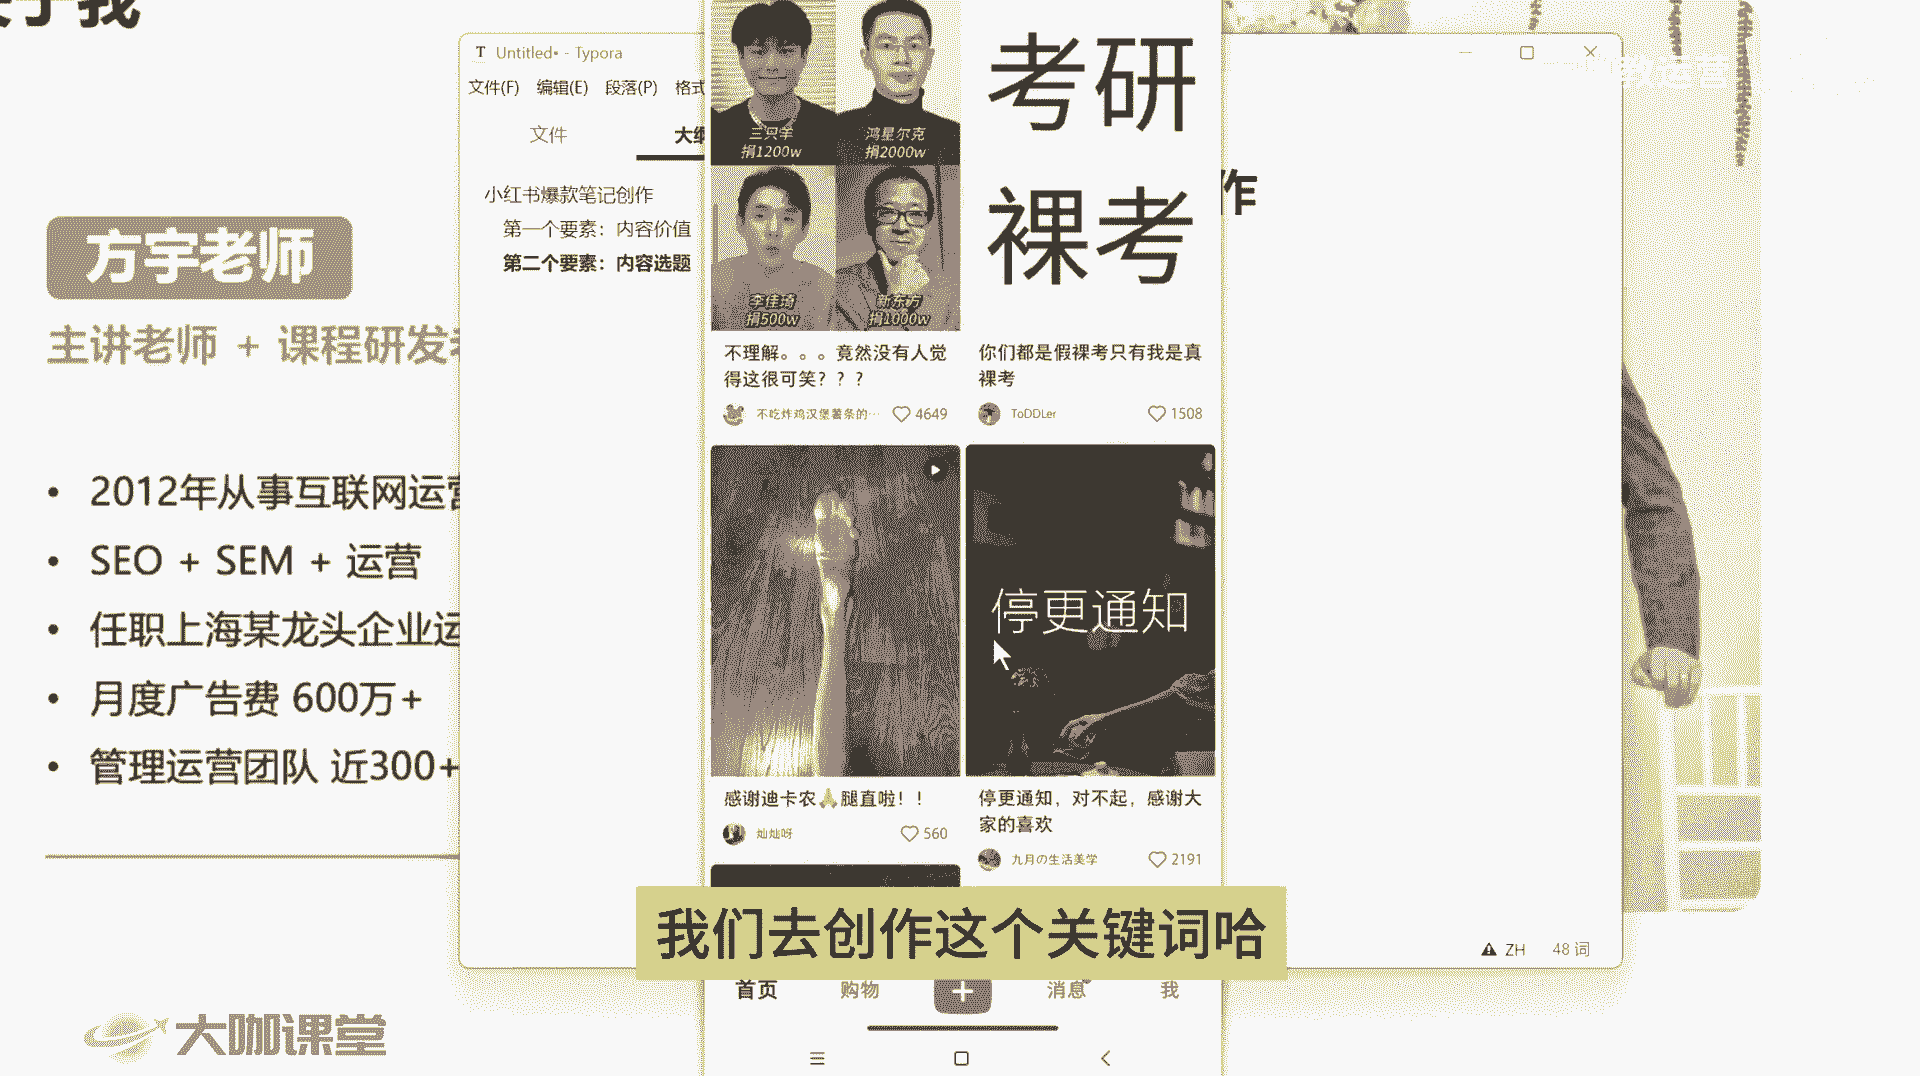 于我
方宇老师
主讲老师 + 课程研发
• 2012年从事互联网运营
• SEO + SEM + 运营
• 任职上海某龙头企业运
• 月度广告费 600万+
• 管理运营团队 近300+
大咖课堂
T Untitled• - Typora
文件(F) 编辑(E) 段落(P) 格式
文件 大纲
小红书爆款笔记创作
第一个要素：内容价值
第二个要素：内容选题
作
教运营
三只羊
捐1200w
鸿星尔克
捐2000w
李佳琦
捐500w
新东方
捐1000w
不理解。。。竟然没有人觉
得这很可笑？？？
不吃炸鸡汉堡薯条的… 4649
考研
裸考
你们都是假裸考只有我是真
裸考
ToDDLer 1508
感谢迪卡农🙏腿直啦！！
灿灿呀 560
停更通知
停更通知，对不起，感谢大
家的喜欢
九月の生活美学 2191
我们去创作这个关键词哈
首页 购物 + 消息 我
ZH 48 词